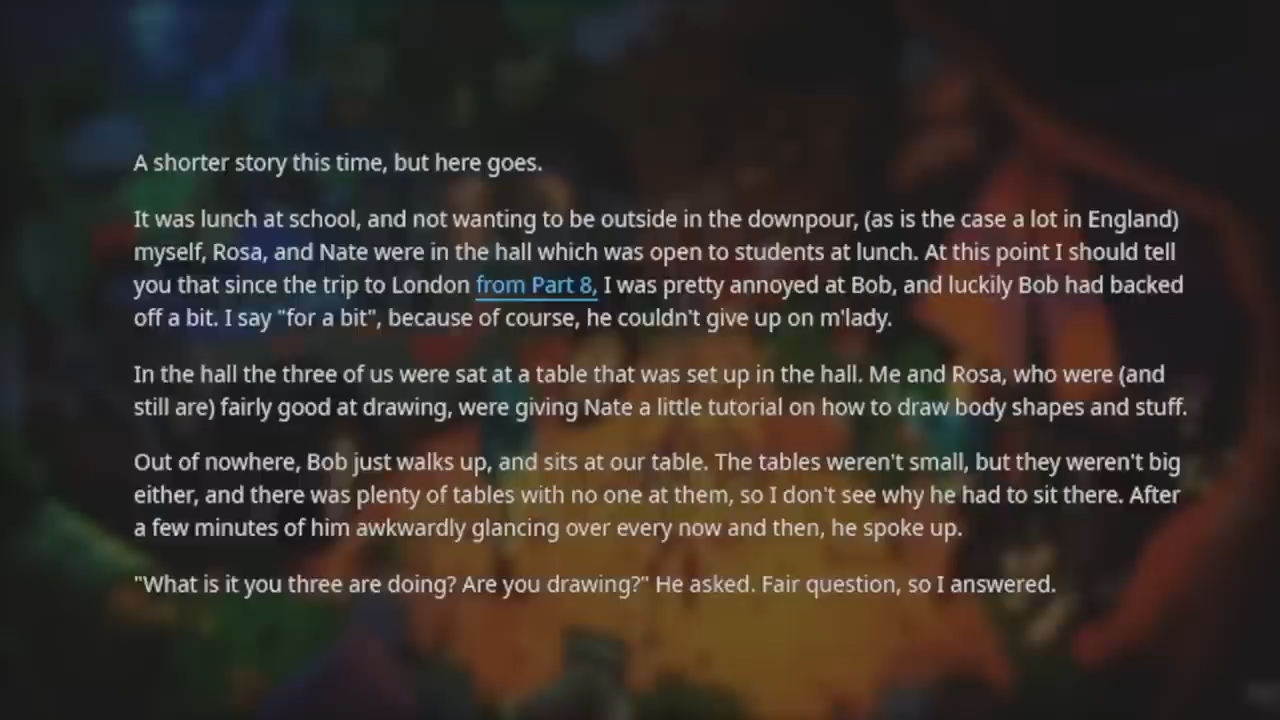 A shorter story this time, but here goes.
It was lunch at school, and not wanting to be outside in the downpour, (as is the case a lot in England)
myself, Rosa, and Nate were in the hall which was open to students at lunch. At this point I should tell
you that since the trip to London from Part 8, I was pretty annoyed at Bob, and luckily Bob had backed
off a bit. I say "for a bit", because of course, he couldn't give up on m'lady.
In the hall the three of us were sat at a table that was set up in the hall. Me and Rosa, who were (and
still are) fairly good at drawing, were giving Nate a little tutorial on how to draw body shapes and stuff.
Out of nowhere, Bob just walks up, and sits at our table. The tables weren't small, but they weren't big
either, and there was plenty of tables with no one at them, so I don't see why he had to sit there. After
a few minutes of him awkwardly glancing over every now and then, he spoke up.
"What is it you three are doing? Are you drawing?" He asked. Fair question, so I answered.